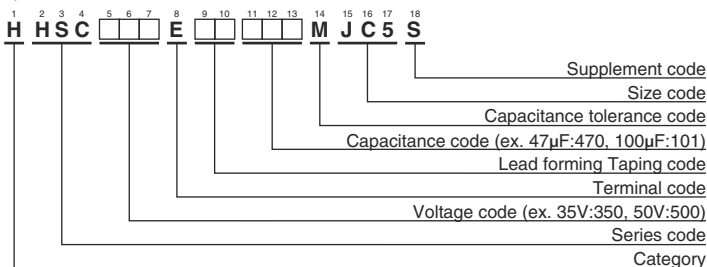 1 2 3 4 5 6 7 8 9 10 11 12 13 14 15 16 17 18
H HSC E M JC5 S
Supplement code
Size code
Capacitance tolerance code
Capacitance code (ex. 47µF:470, 100µF:101)
Lead forming Taping code
Terminal code
Voltage code (ex. 35V:350, 50V:500)
Series code
Category